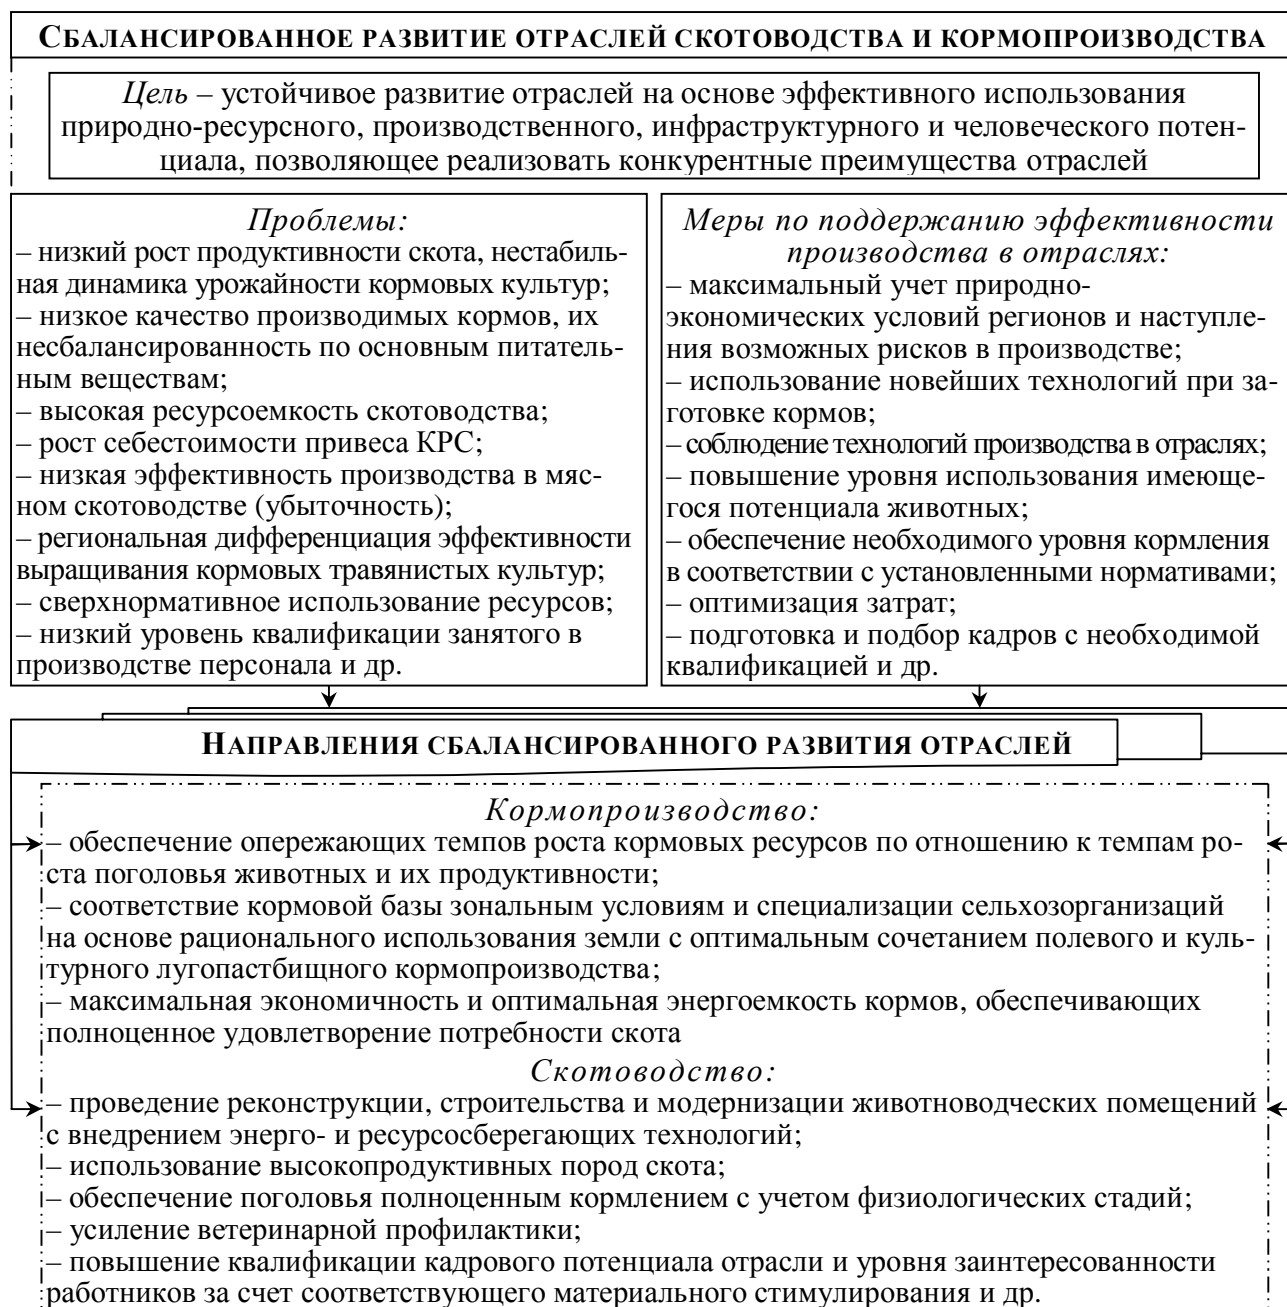 СБАЛАНСИРОВАННОЕ РАЗВИТИЕ ОТРАСЛЕЙ СКОТОВОДСТВА И КОРМОПРОИЗВОДСТВА
Цель – устойчивое развитие отраслей на основе эффективного использования
природно-ресурсного, производственного, инфраструктурного и человеческого потен-
циала, позволяющее реализовать конкурентные преимущества отраслей
Проблемы:
– низкий рост продуктивности скота, нестабиль-
ная динамика урожайности кормовых культур;
– низкое качество производимых кормов, их
несбалансированность по основным питатель-
ным веществам;
– высокая ресурсоемкость скотоводства;
– рост себестоимости привеса КРС;
– низкая эффективность производства в мяс-
ном скотоводстве (убыточность);
– региональная дифференциация эффективности
выращивания кормовых травянистых культур;
– сверхнормативное использование ресурсов;
– низкий уровень квалификации занятого в
производстве персонала и др.
Меры по поддержанию эффективности
производства в отраслях:
– максимальный учет природно-
экономических условий регионов и наступле-
ния возможных рисков в производстве;
– использование новейших технологий при за-
готовке кормов;
– соблюдение технологий производства в отраслях;
– повышение уровня использования имеюще-
гося потенциала животных;
– обеспечение необходимого уровня кормления
в соответствии с установленными нормативами;
– оптимизация затрат;
– подготовка и подбор кадров с необходимой
квалификацией и др.
НАПРАВЛЕНИЯ СБАЛАНСИРОВАННОГО РАЗВИТИЯ ОТРАСЛЕЙ
Кормопроизводство:
– обеспечение опережающих темпов роста кормовых ресурсов по отношению к темпам ро-
ста поголовья животных и их продуктивности;
– соответствие кормовой базы зональным условиям и специализации сельхозорганизаций
на основе рационального использования земли с оптимальным сочетанием полевого и куль-
турного лугопастбищного кормопроизводства;
– максимальная экономичность и оптимальная энергоемкость кормов, обеспечивающих
полноценное удовлетворение потребности скота
Скотоводство:
– проведение реконструкции, строительства и модернизации животноводческих помещений
с внедрением энерго- и ресурсосберегающих технологий;
– использование высокопродуктивных пород скота;
– обеспечение поголовья полноценным кормлением с учетом физиологических стадий;
– усиление ветеринарной профилактики;
– повышение квалификации кадрового потенциала отрасли и уровня заинтересованности
работников за счет соответствующего материального стимулирования и др.